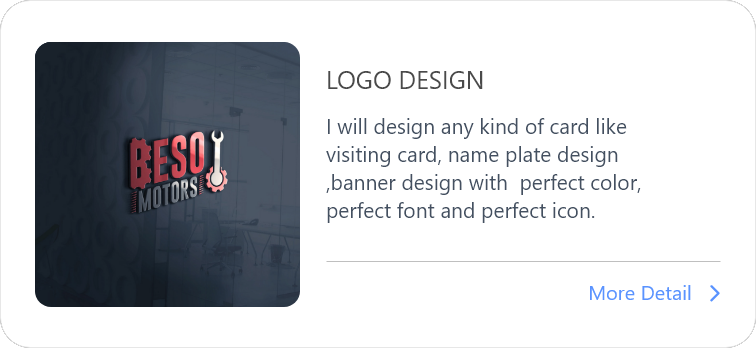 BESO
MOTORS
LOGO DESIGN
I will design any kind of card like
visiting card, name plate design
,banner design with  perfect color,
perfect font and perfect icon.
More Detail